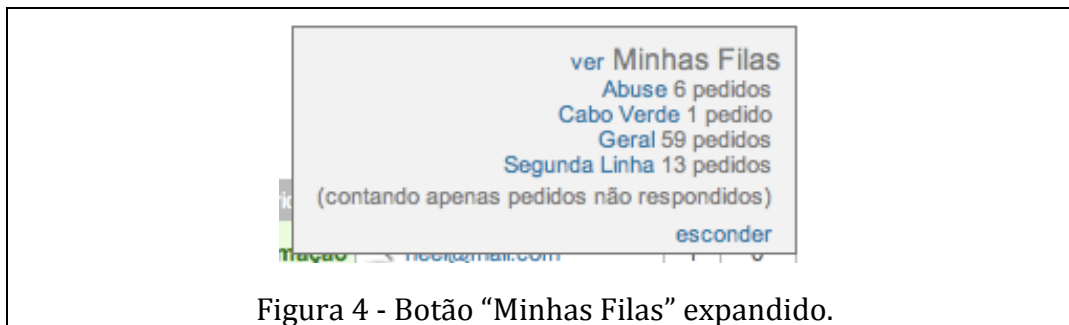 ver Minhas Filas
Abuse 6 pedidos
Cabo Verde 1 pedido
Geral 59 pedidos
Segunda Linha 13 pedidos
(contando apenas pedidos não respondidos)
esconder
Figura 4 - Botão “Minhas Filas” expandido.